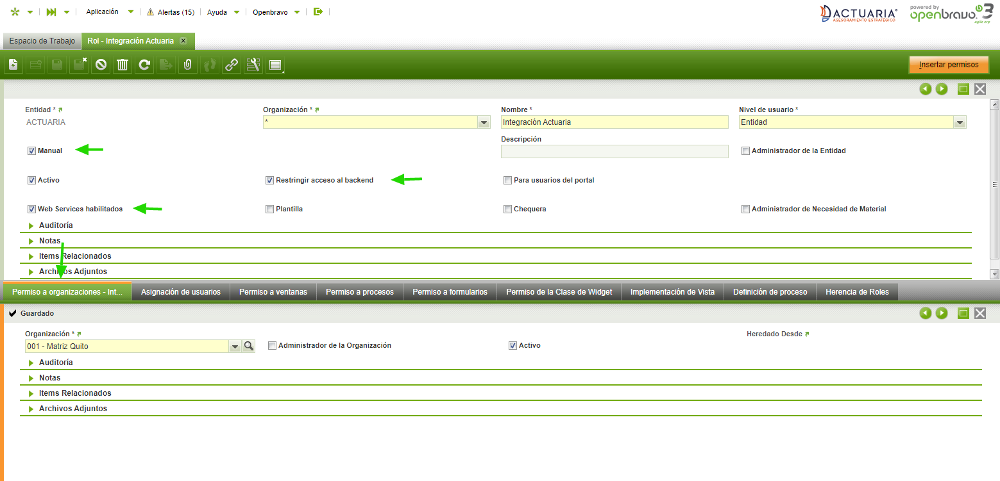 Aplicación Alertas (15) Ayuda Openbravo
ACTUARIA
ASESORAMIENTO ESTRATÉGICO
powered by
openbravo 3
agile erp
Espacio de Trabajo Rol - Integración Actuaria
Insertar permisos
Entidad * Organización * Nombre * Nivel de usuario *
ACTUARIA * Integración Actuaria Entidad
Descripción
Manual Administrador de la Entidad
Activo Restringir acceso al backend Para usuarios del portal
Web Services habilitados Plantilla Chequera Administrador de Necesidad de Material
Auditoría
Notas
Items Relacionados
Archivos Adjuntos
Permiso a organizaciones - Int... Asignación de usuarios Permiso a ventanas Permiso a procesos Permiso a formularios Permiso de la Clase de Widget Implementación de Vista Definición de proceso Herencia de Roles
Guardado
Organización * Heredado Desde
001 - Matriz Quito Administrador de la Organización Activo
Auditoría
Notas
Items Relacionados
Archivos Adjuntos